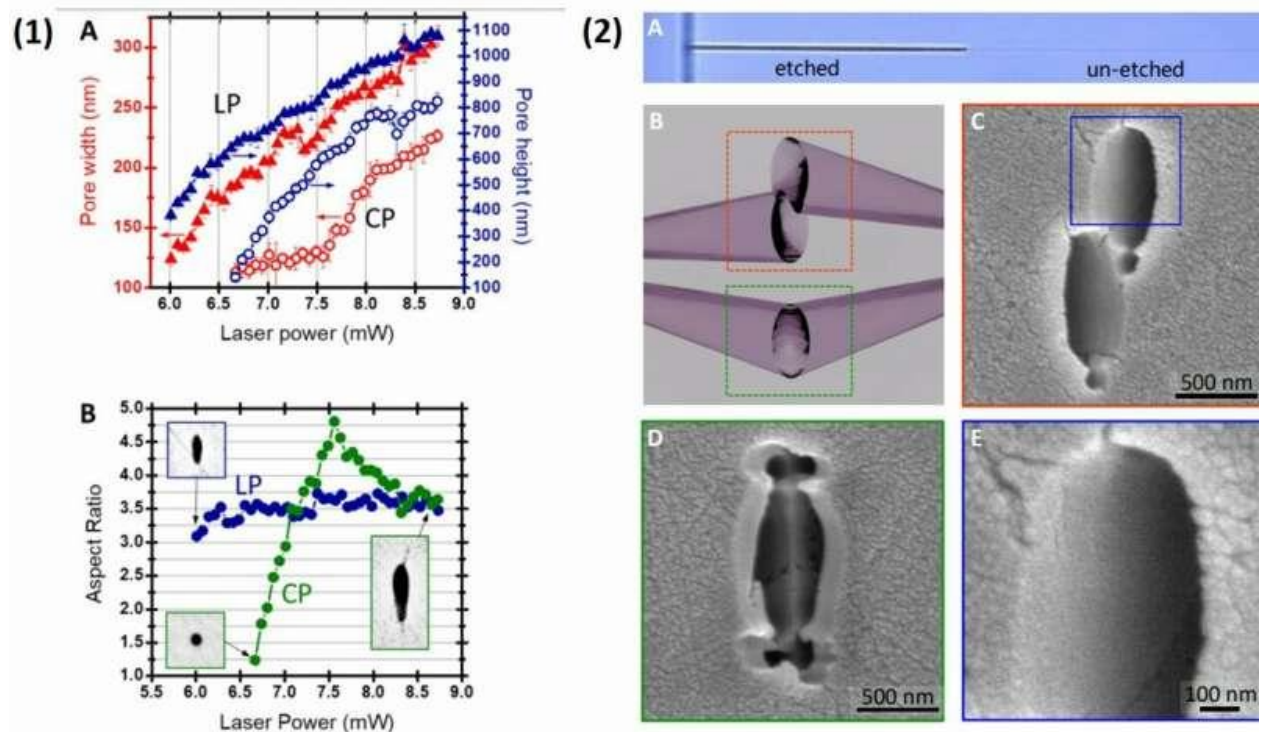 (1)
A
300
250
200
150
100
Pore width (nm)
1100
1000
900
800
700
600
500
400
300
200
100
Pore height (nm)
LP
CP
6.0 6.5 7.0 7.5 8.0 8.5 9.0
Laser power (mW)
B
5.0
4.5
4.0
3.5
3.0
2.5
2.0
1.5
1.0
Aspect Ratio
LP
CP
5.5 6.0 6.5 7.0 7.5 8.0 8.5 9.0
Laser Power (mW)
(2)
A
etched un-etched
B
C
500 nm
D
500 nm
E
100 nm